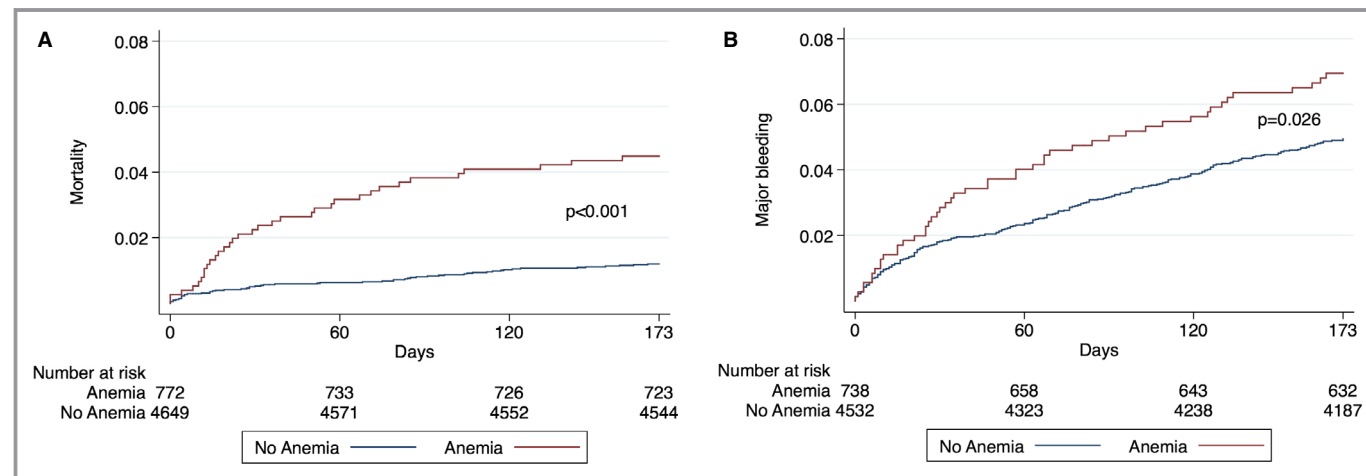 A
Mortality
0.08
0.06
0.04
0.02
p<0.001
0 60 120 173
Days
Number at risk
Anemia 772 733 726 723
No Anemia 4649 4571 4552 4544
No Anemia Anemia
B
Major bleeding
0.08
0.06
0.04
0.02
p=0.026
0 60 120 173
Days
Number at risk
Anemia 738 658 643 632
No Anemia 4532 4323 4238 4187
No Anemia Anemia